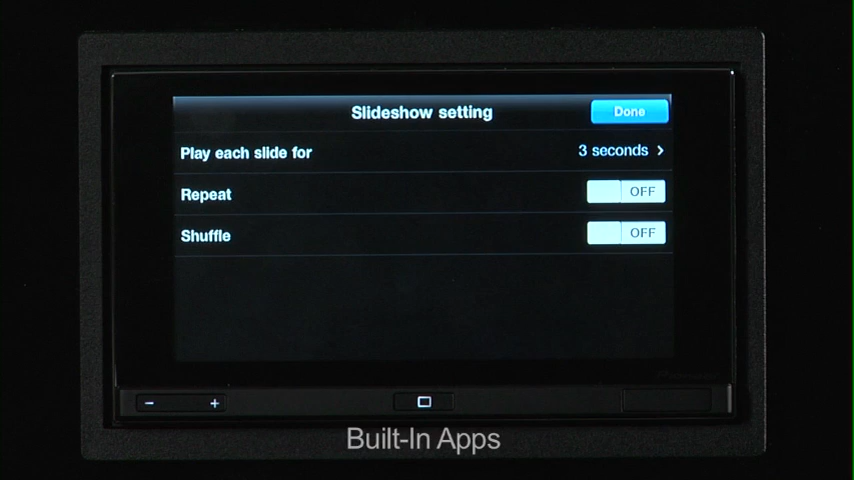 Slideshow setting
Done
Play each slide for
3 seconds >
Repeat
OFF
Shuffle
OFF
- +
Built-In Apps